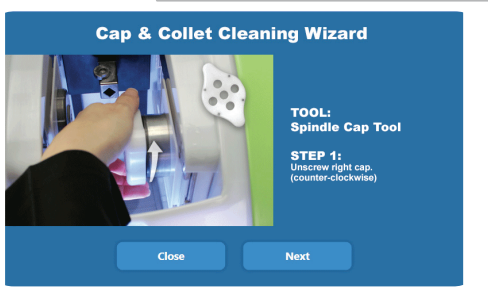 Cap & Collet Cleaning Wizard
TOOL:
Spindle Cap Tool
STEP 1:
Unscrew right cap.
(counter-clockwise)
Close
Next